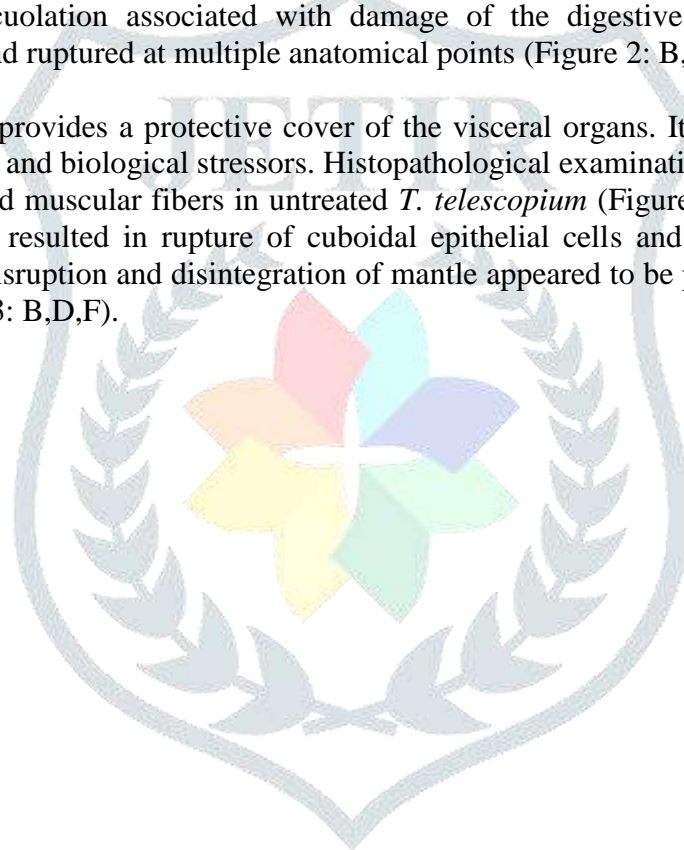 cuolation associated with damage of the digestive
nd ruptured at multiple anatomical points (Figure 2: B,
provides a protective cover of the visceral organs. It
and biological stressors. Histopathological examinati
d muscular fibers in untreated T. telescopium (Figure
resulted in rupture of cuboidal epithelial cells and
isruption and disintegration of mantle appeared to be
3: B,D,F).
JETIR